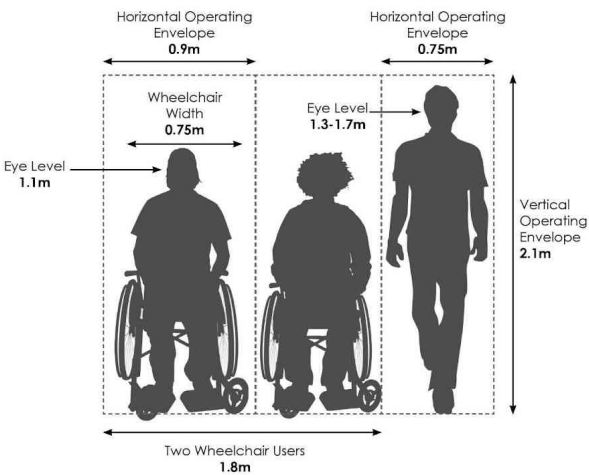 Horizontal Operating
Envelope
0.9m
Horizontal Operating
Envelope
0.75m
Wheelchair
Width
0.75m
Eye Level
1.3-1.7m
Eye Level
1.1m
Vertical
Operating
Envelope
2.1m
Two Wheelchair Users
1.8m